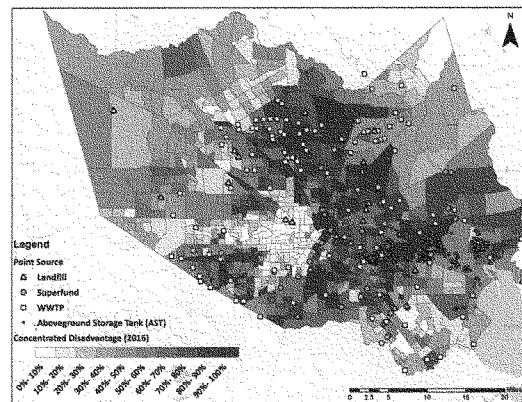 N
Legend
Point Source
Landfill
Superfund
WWTP
Aboveground Storage Tank (AST)
Concentrated Disadvantage (2016)
0%- 10%
10%- 20%
20%- 30%
30%- 40%
40%- 50%
50%- 60%
60%- 70%
70%- 80%
80%- 90%
90%- 100%
Miles
0 2.5 5 10 15 20